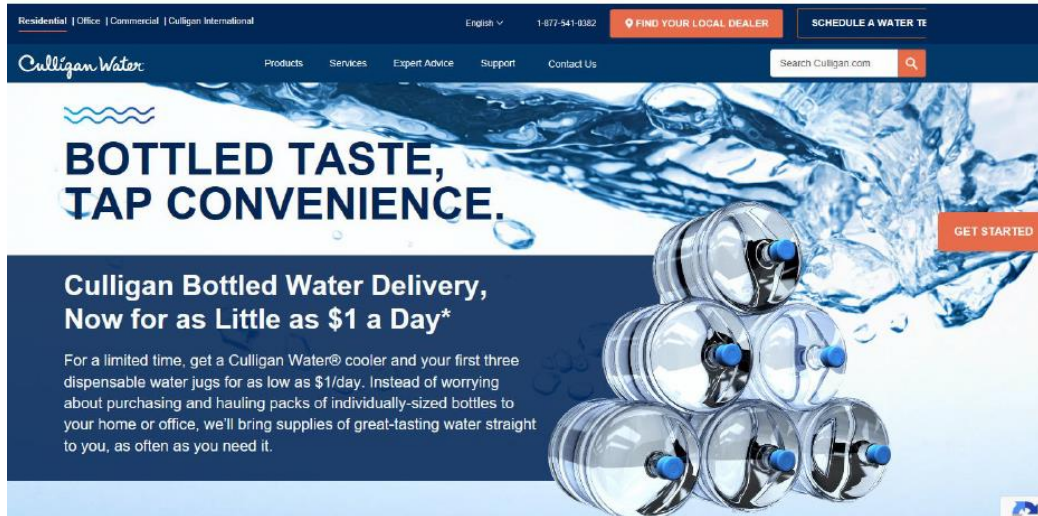 Residential | Office | Commercial | Culligan International
English
1-877-541-0382
FIND YOUR LOCAL DEALER
SCHEDULE A WATER TE
Culligan Water
Products
Services
Expert Advice
Support
Contact Us
Search Culligan.com
BOTTLED TASTE,
TAP CONVENIENCE.
GET STARTED
Culligan Bottled Water Delivery,
Now for as Little as $1 a Day*
For a limited time, get a Culligan Water® cooler and your first three
dispensable water jugs for as low as $1/day. Instead of worrying
about purchasing and hauling packs of individually-sized bottles to
your home or office, we’ll bring supplies of great-tasting water straight
to you, as often as you need it.